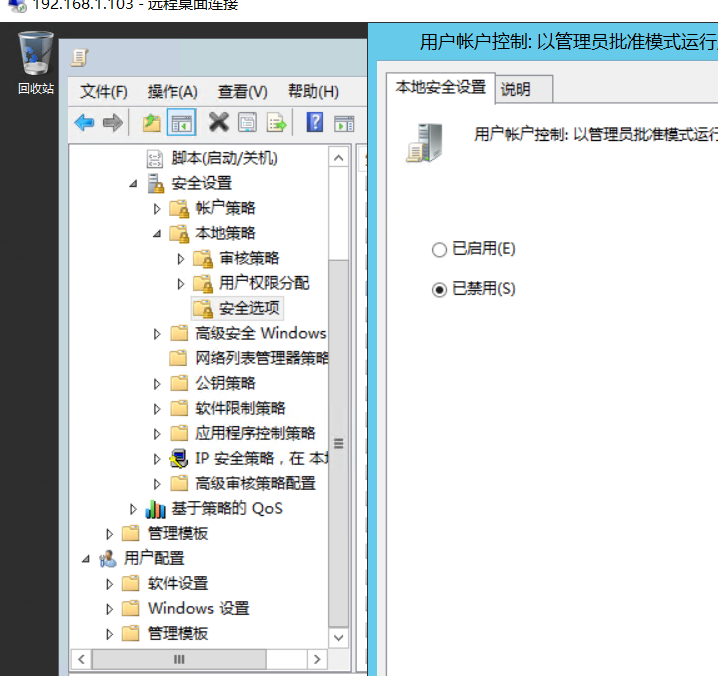 192.168.1.103 - 远程桌面连接
回收站
文件(F) 操作(A) 查看(V) 帮助(H)
脚本(启动/关机)
安全设置
帐户策略
本地策略
审核策略
用户权限分配
安全选项
高级安全 Windows
网络列表管理器策略
公钥策略
软件限制策略
应用程序控制策略
IP 安全策略，在 本地
高级审核策略配置
基于策略的 QoS
管理模板
用户配置
软件设置
Windows 设置
管理模板
用户帐户控制: 以管理员批准模式运行
本地安全设置 说明
用户帐户控制: 以管理员批准模式运行
已启用(E)
已禁用(S)